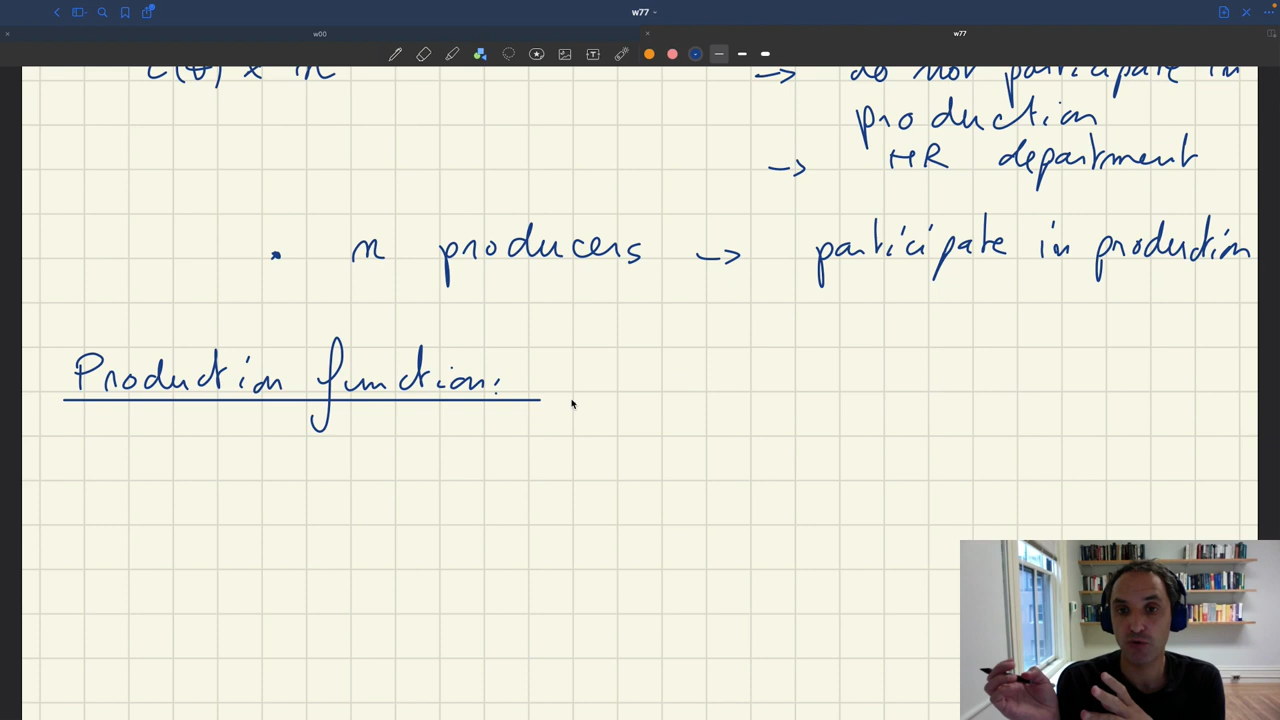 w77
w00
w77
→ do not participate in
production
→ HR department
• n producers → participate in production
Production function: